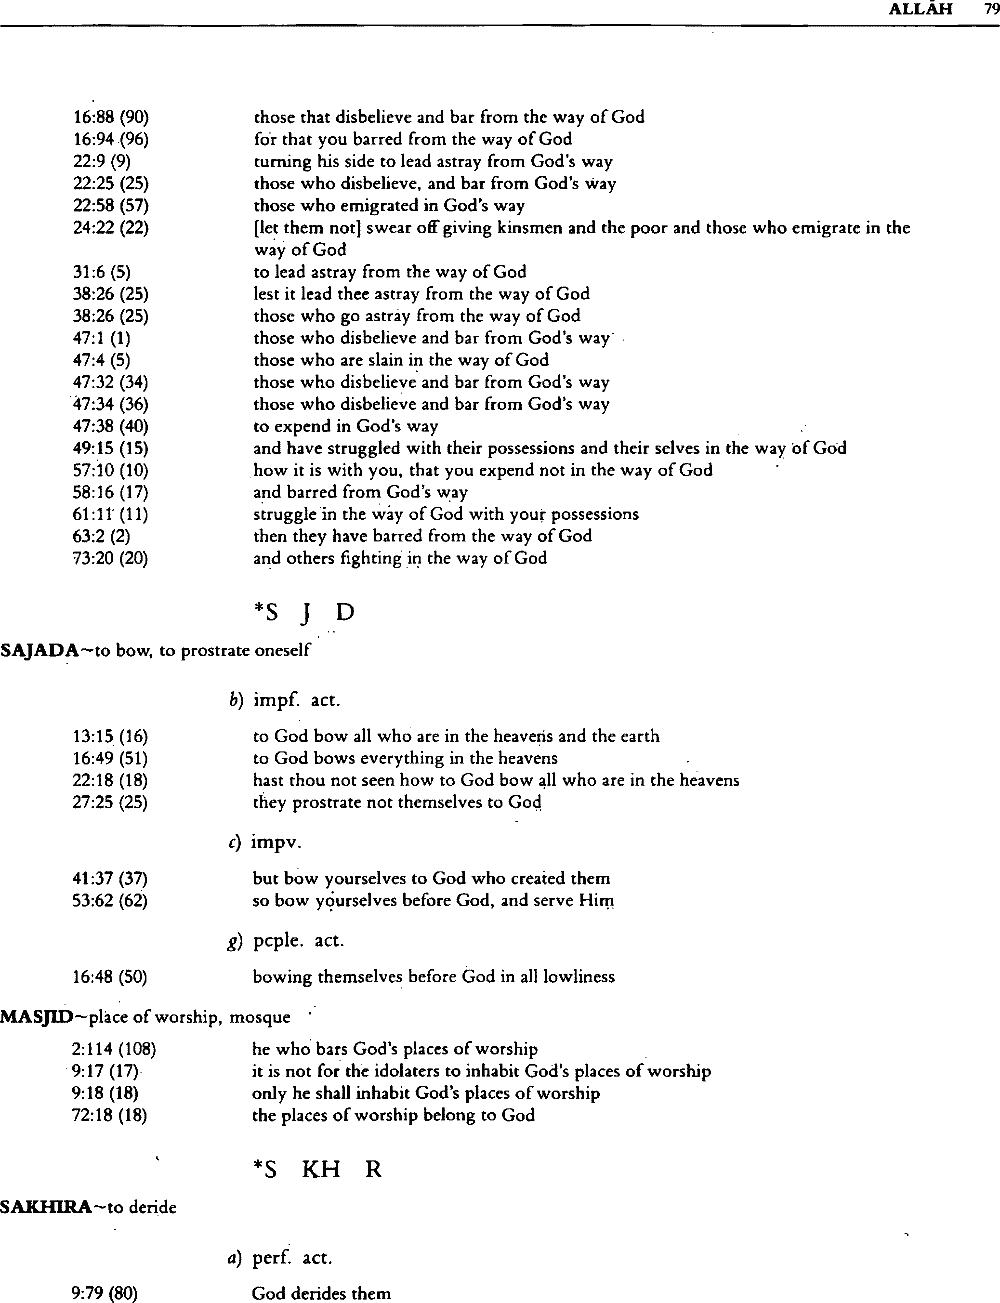 ALLĀH 79
16:88 (90) those that disbelieve and bar from the way of God
16:94 (96) for that you barred from the way of God
22:9 (9) turning his side to lead astray from God's way
22:25 (25) those who disbelieve, and bar from God's way
22:58 (57) those who emigrated in God's way
24:22 (22) [let them not] swear off giving kinsmen and the poor and those who emigrate in the
way of God
31:6 (5) to lead astray from the way of God
38:26 (25) lest it lead thee astray from the way of God
38:26 (25) those who go astray from the way of God
47:1 (1) those who disbelieve and bar from God's way
47:4 (5) those who are slain in the way of God
47:32 (34) those who disbelieve and bar from God's way
47:34 (36) those who disbelieve and bar from God's way
47:38 (40) to expend in God's way
49:15 (15) and have struggled with their possessions and their selves in the way of God
57:10 (10) how it is with you, that you expend not in the way of God
58:16 (17) and barred from God's way
61:11 (11) struggle in the way of God with your possessions
63:2 (2) then they have barred from the way of God
73:20 (20) and others fighting in the way of God
*S J D
SAJADA~to bow, to prostrate oneself
b) impf. act.
13:15 (16) to God bow all who are in the heavens and the earth
16:49 (51) to God bows everything in the heavens
22:18 (18) hast thou not seen how to God bow all who are in the heavens
27:25 (25) they prostrate not themselves to God
c) impv.
41:37 (37) but bow yourselves to God who created them
53:62 (62) so bow yourselves before God, and serve Him
g) pcple. act.
16:48 (50) bowing themselves before God in all lowliness
MASJID~place of worship, mosque
2:114 (108) he who bars God's places of worship
9:17 (17) it is not for the idolaters to inhabit God's places of worship
9:18 (18) only he shall inhabit God's places of worship
72:18 (18) the places of worship belong to God
*S KH R
SAKHIRA~to deride
a) perf. act.
9:79 (80) God derides them